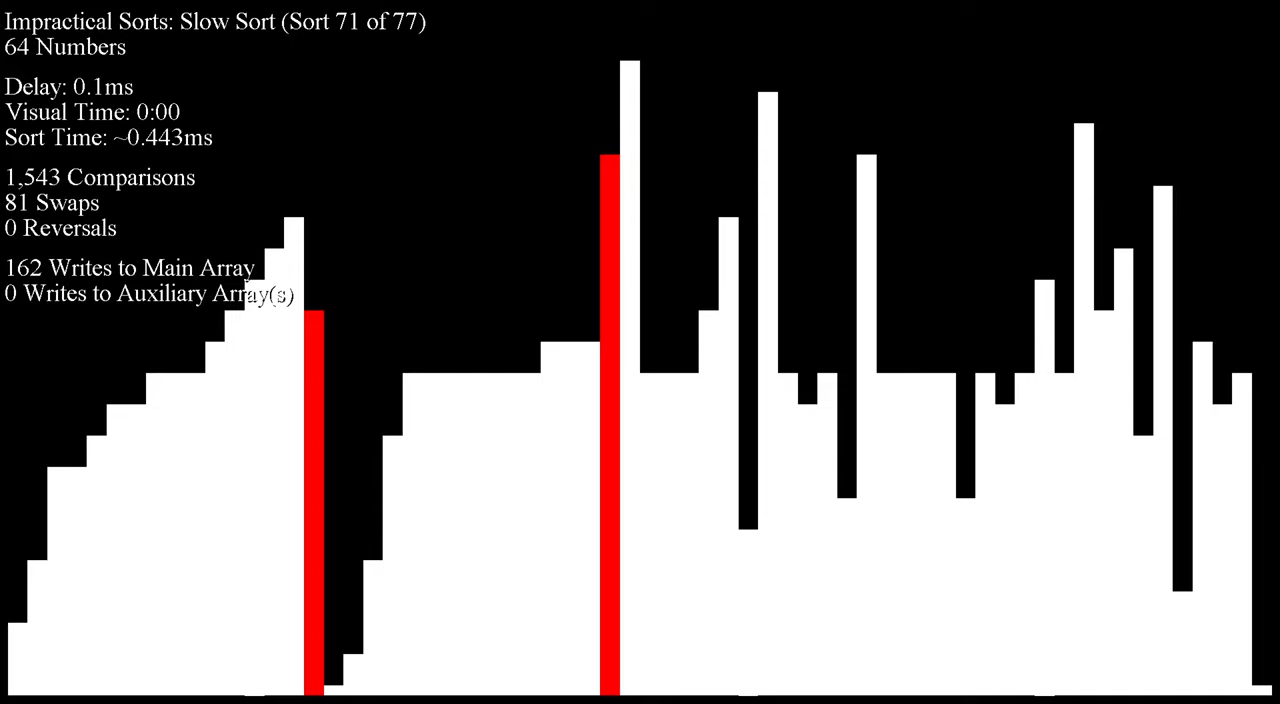 Impractical Sorts: Slow Sort (Sort 71 of 77)
64 Numbers
Delay: 0.1ms
Visual Time: 0:00
Sort Time: ~0.443ms
1,543 Comparisons
81 Swaps
0 Reversals
162 Writes to Main Array
0 Writes to Auxiliary Array(s)